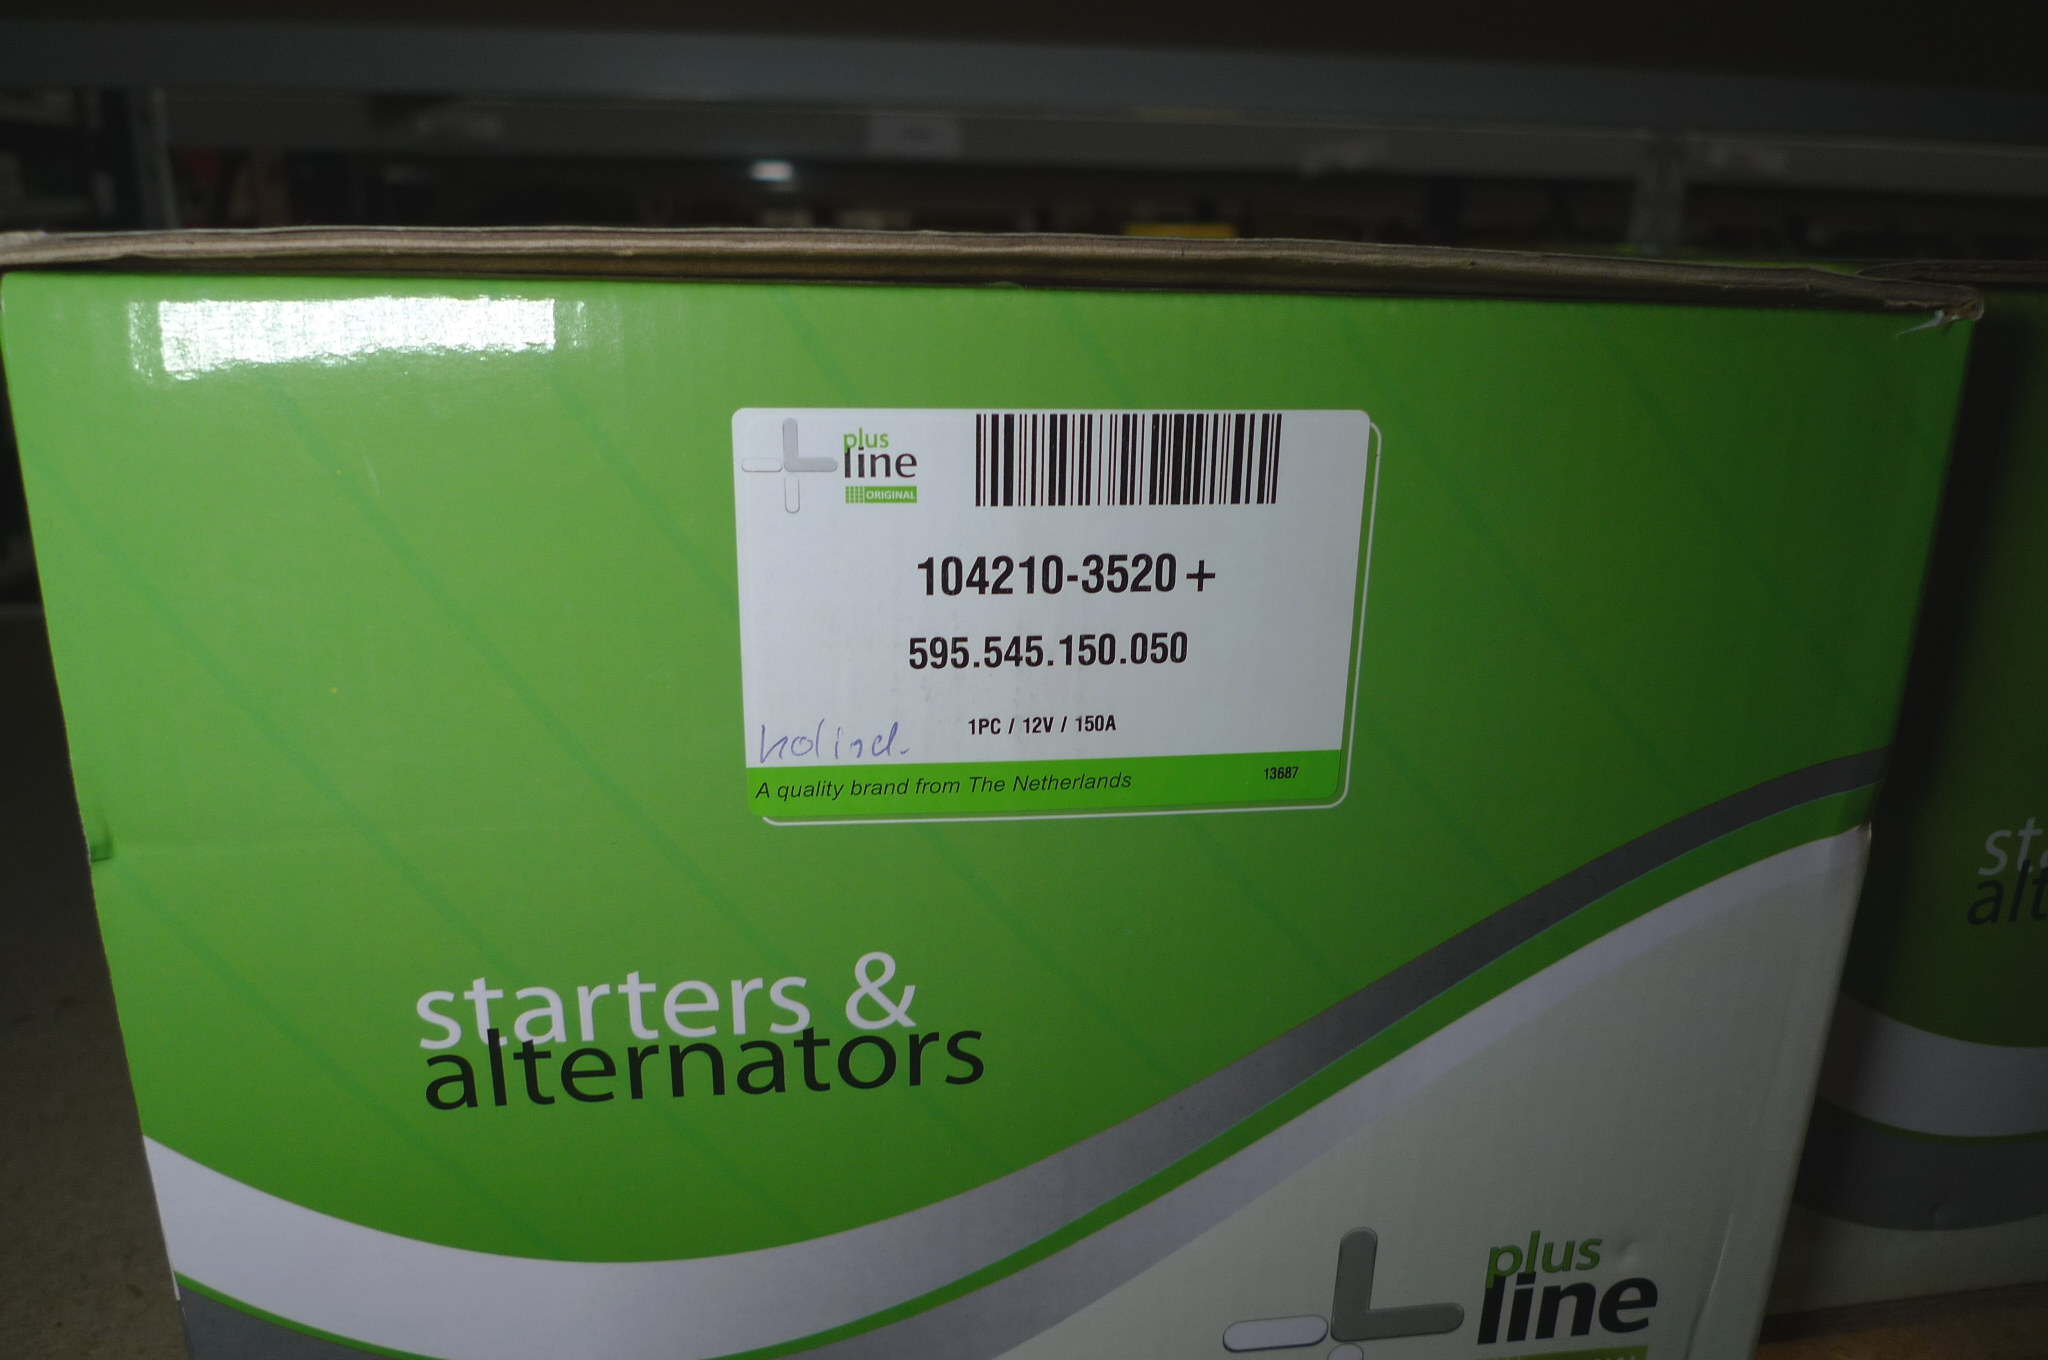 plus
line
ORIGINAL
104210-3520+
595.545.150.050
1PC / 12V / 150A
A quality brand from The Netherlands
13687
starters &
alternators
plus
line